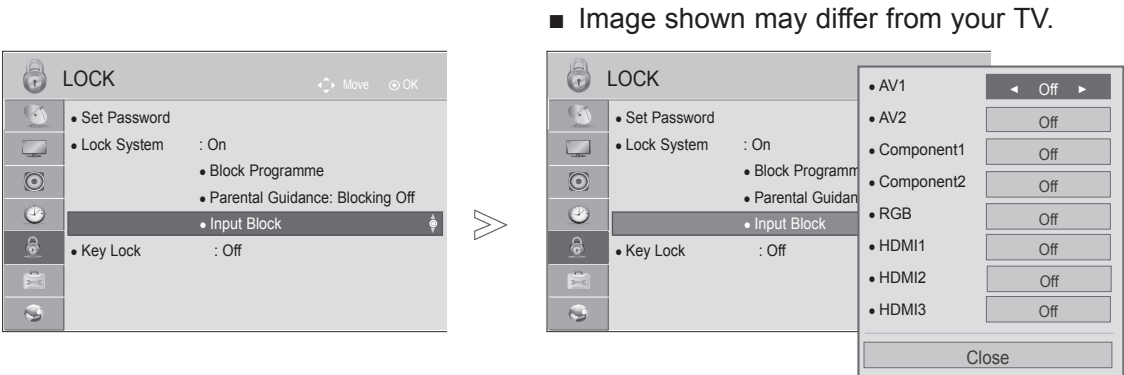 ■ Image shown may differ from your TV.
LOCK
Move OK
• Set Password
• Lock System : On
• Block Programme
• Parental Guidance: Blocking Off
• Input Block
• Key Lock : Off
LOCK
• Set Password
• Lock System : On
• Block Programm
• Parental Guidan
• Input Block
• Key Lock : Off
• AV1 ◄ Off ►
• AV2 Off
• Component1 Off
• Component2 Off
• RGB Off
• HDMI1 Off
• HDMI2 Off
• HDMI3 Off
Close